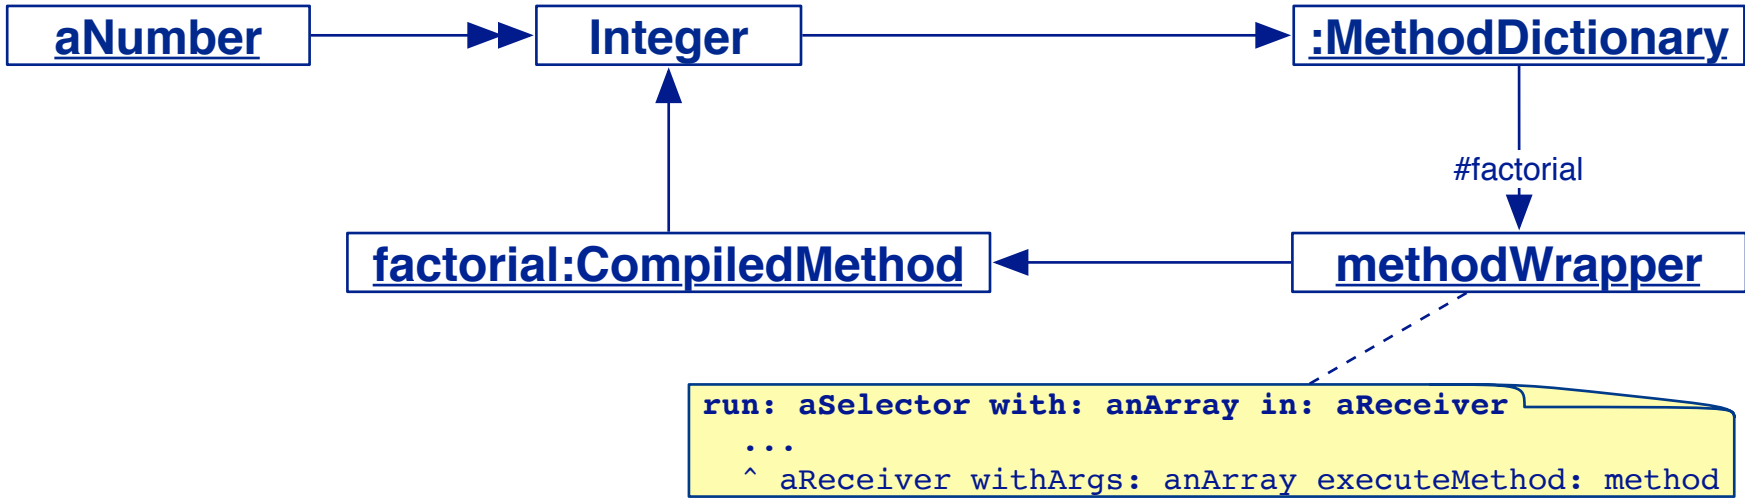 aNumber
Integer
:MethodDictionary
#factorial
factorial:CompiledMethod
methodWrapper
run: aSelector with: anArray in: aReceiver
...
^ aReceiver withArgs: anArray executeMethod: method